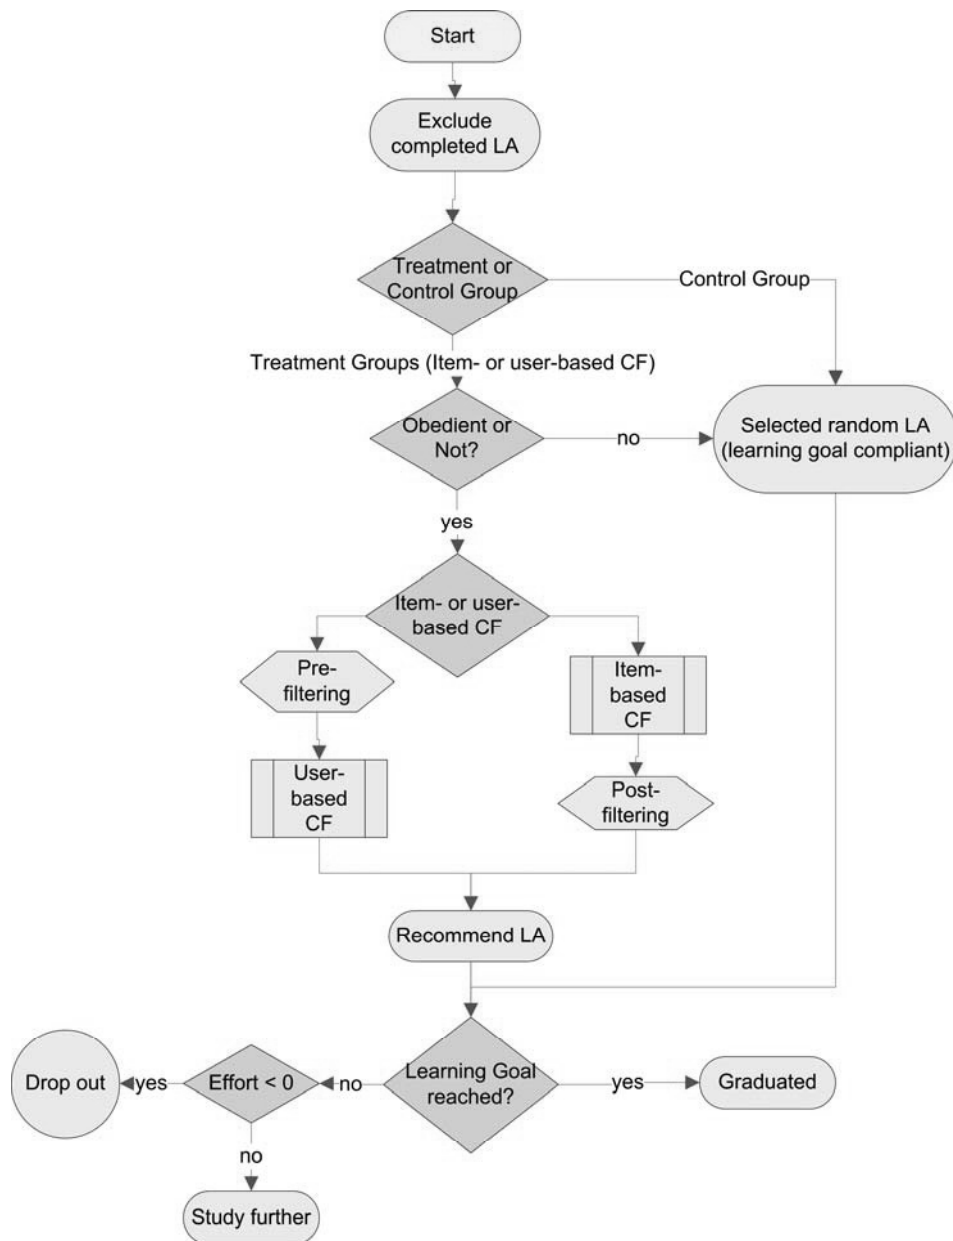 Start
Exclude
completed LA
Treatment or
Control Group
Control Group
Treatment Groups (Item- or user-based CF)
Obedient or
Not?
no
Selected random LA
(learning goal compliant)
yes
Item- or user-
based CF
Pre-
filtering
Item-
based
CF
User-
based
CF
Post-
filtering
Recommend LA
Drop out
yes
Effort < 0
no
Learning Goal
reached?
yes
Graduated
no
Study further